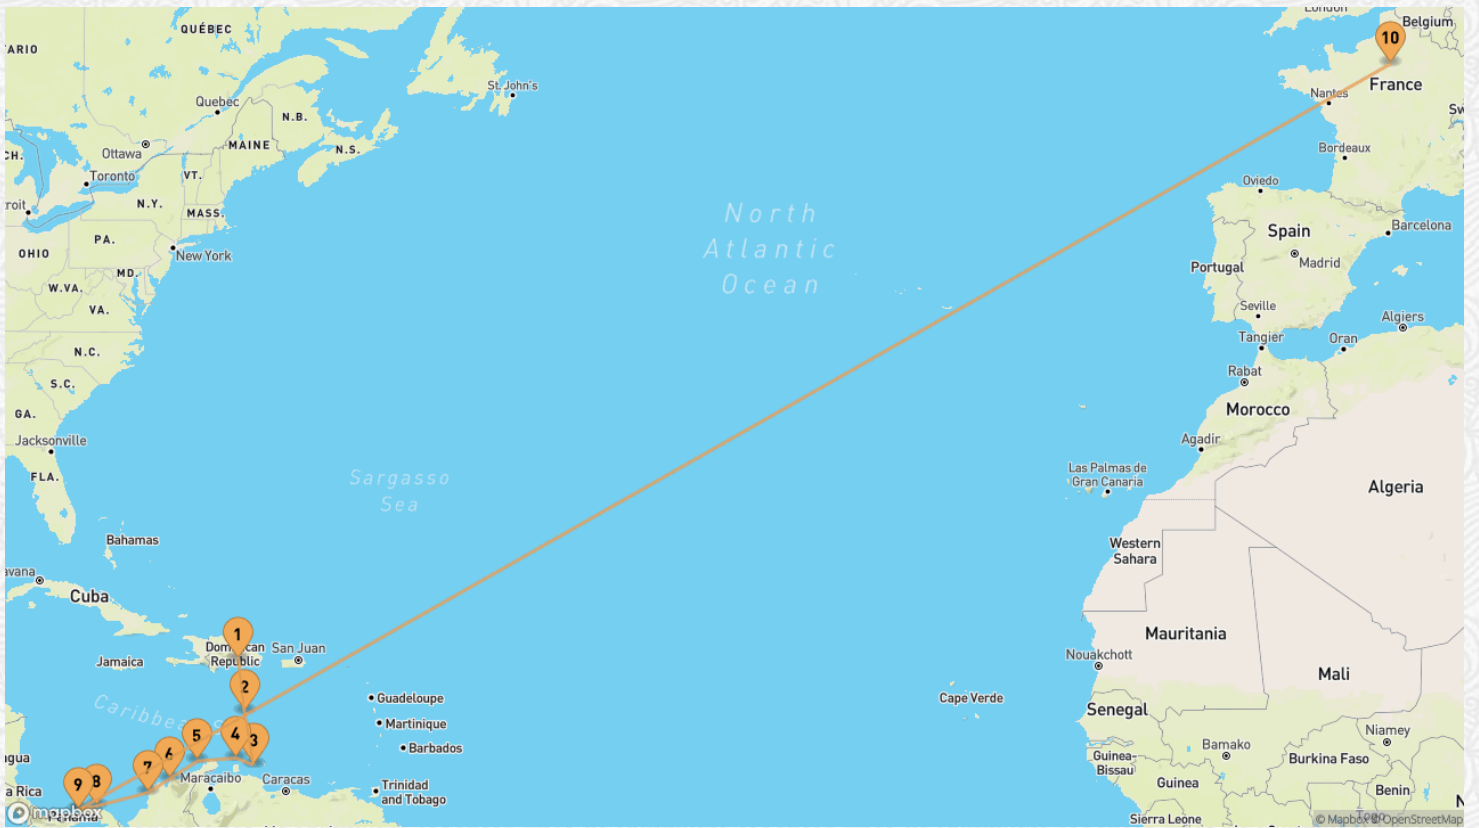 London
Belgium
QUÉBEC
ARIO
10
France
St. John's
Nantes
Quebec
N.B.
Sw
CH.
Ottawa
MAINE
N.S.
Bordeaux
Toronto
VT.
Oviedo
roit
N.Y.
MASS.
North
Atlantic
Ocean
Barcelona
Spain
PA.
OHIO
New York
Madrid
Portugal
MD.
W.VA.
VA.
Seville
Algiers
Tangier
Oran
N.C.
Rabat
S.C.
Morocco
GA.
Jacksonville
Agadir
FLA.
Sargasso
Sea
Las Palmas de
Gran Canaria
Algeria
Bahamas
Western
Sahara
avana
Cuba
1
Dominican
Republic
San Juan
Mauritania
Jamaica
Nouakchott
Mali
2
Guadeloupe
Cape Verde
Caribbean
Senegal
Martinique
5
4
3
Niamey
Barbados
Bamako
gua
6
Guinea-
Bissau
Burkina Faso
7
Maracaibo
Caracas
Guinea
9
8
a Rica
Trinidad
and Tobago
Benin
N
mapbox
Panama
Sierra Leone
Togo
© Mapbox © OpenStreetMap